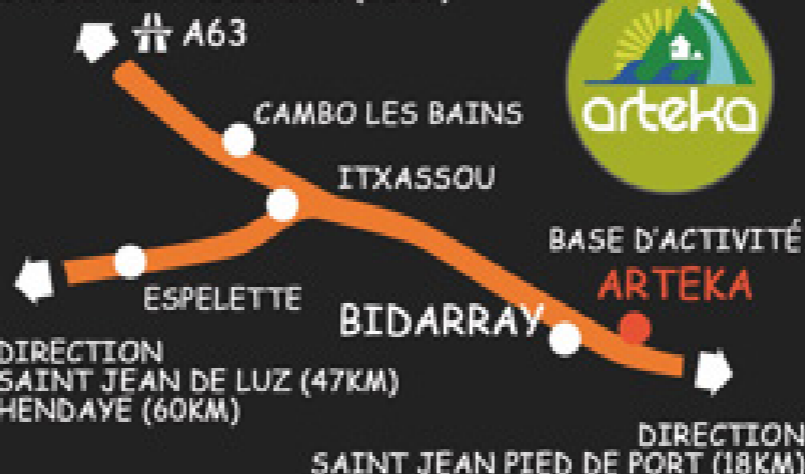 A63
arteka
CAMBO LES BAINS
ITXASSOU
BASE D'ACTIVITÉ
ARTEKA
ESPELETTE
BIDARRAY
DIRECTION
SAINT JEAN DE LUZ (47KM)
HENDAYE (60KM)
DIRECTION
SAINT JEAN PIED DE PORT (18KM)